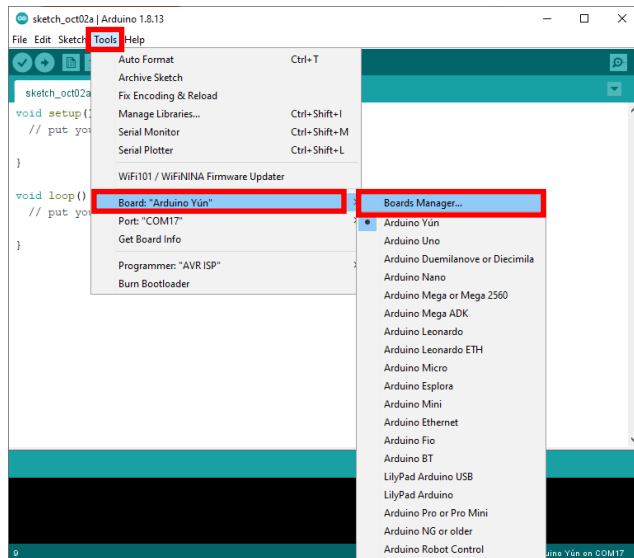 sketch_oct02a | Arduino 1.8.13
File Edit Sketch Tools Help
sketch_oct02a
void setup()
// put you
}
void loop()
// put you
}
Auto Format Ctrl+T
Archive Sketch
Fix Encoding & Reload
Manage Libraries... Ctrl+Shift+I
Serial Monitor Ctrl+Shift+M
Serial Plotter Ctrl+Shift+L
WiFi101 / WiFiNINA Firmware Updater
Board: "Arduino Yún"
Port: "COM17"
Get Board Info
Programmer: "AVR ISP"
Burn Bootloader
Boards Manager...
Arduino Yún
Arduino Uno
Arduino Duemilanove or Diecimila
Arduino Nano
Arduino Mega or Mega 2560
Arduino Mega ADK
Arduino Leonardo
Arduino Leonardo ETH
Arduino Micro
Arduino Esplora
Arduino Mini
Arduino Ethernet
Arduino Fio
Arduino BT
LilyPad Arduino USB
LilyPad Arduino
Arduino Pro or Pro Mini
Arduino NG or older
Arduino Robot Control
9 uino Yún on COM17